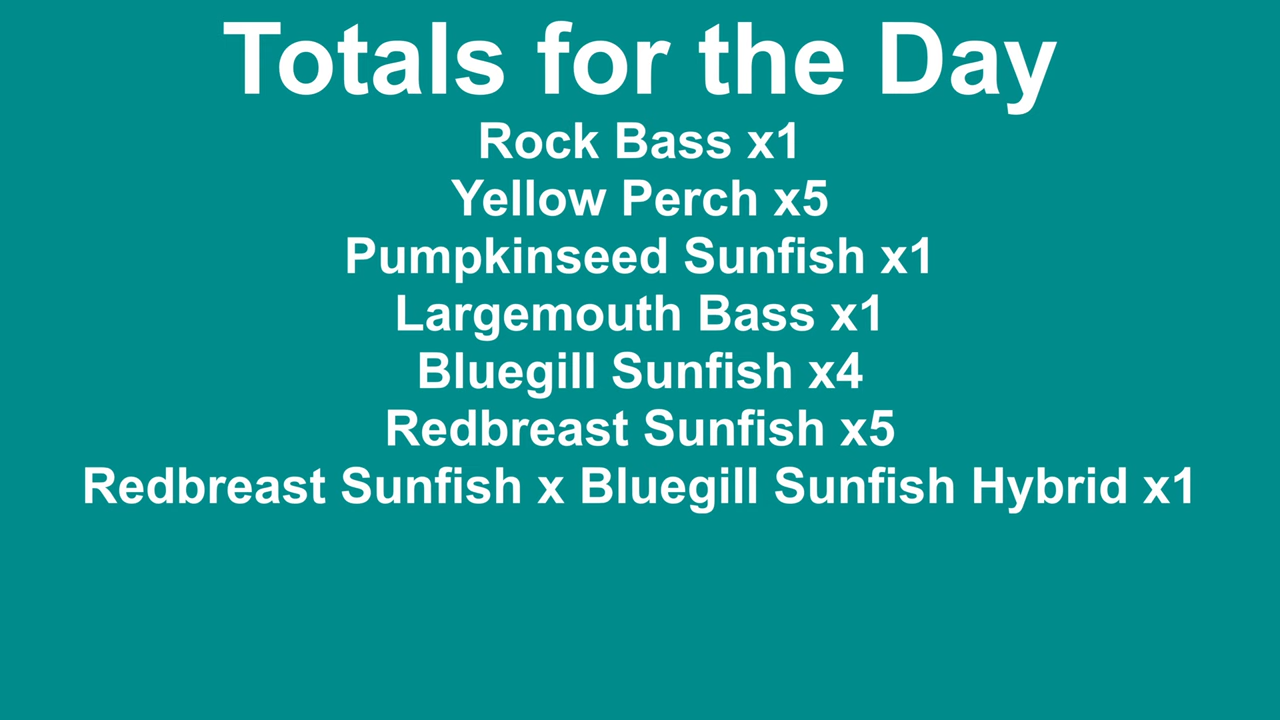 Totals for the Day
Rock Bass x1
Yellow Perch x5
Pumpkinseed Sunfish x1
Largemouth Bass x1
Bluegill Sunfish x4
Redbreast Sunfish x5
Redbreast Sunfish x Bluegill Sunfish Hybrid x1